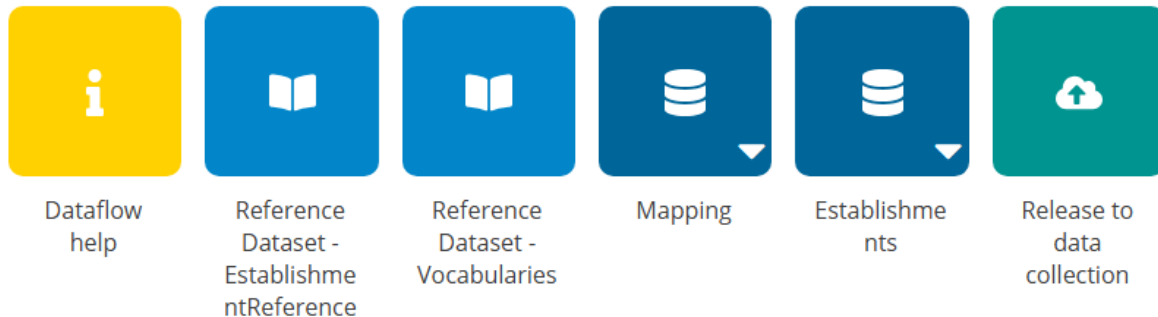 Dataflow
help
Reference
Dataset -
Establishme
ntReference
Reference
Dataset -
Vocabularies
Mapping
Establishme
nts
Release to
data
collection